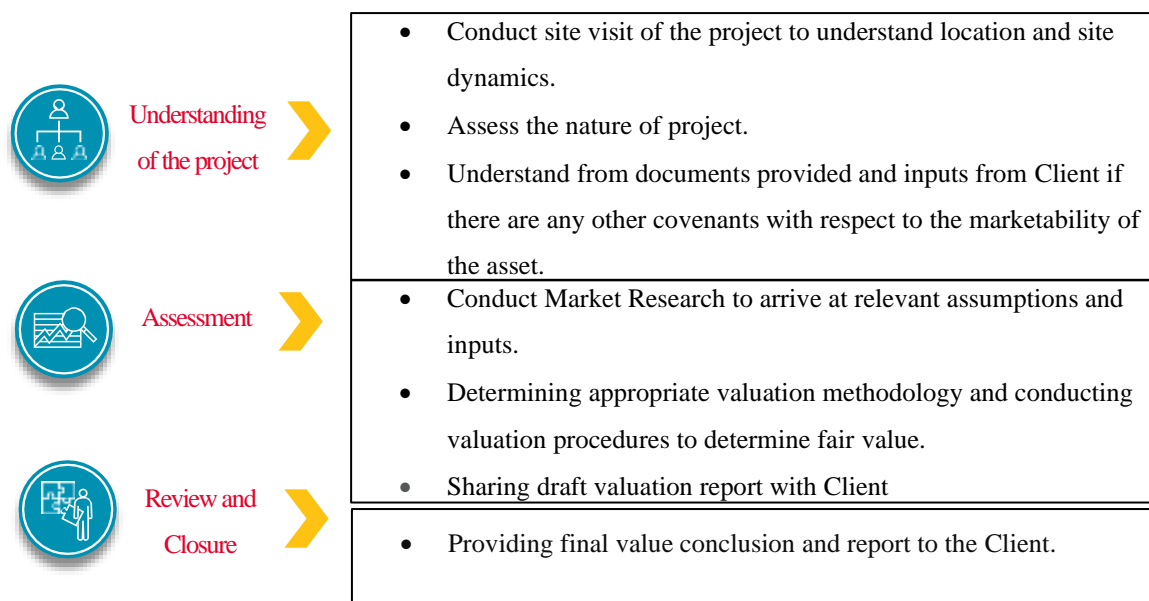 Understanding
of the project
• Conduct site visit of the project to understand location and site
dynamics.
• Assess the nature of project.
• Understand from documents provided and inputs from Client if
there are any other covenants with respect to the marketability of
the asset.
Assessment
• Conduct Market Research to arrive at relevant assumptions and
inputs.
• Determining appropriate valuation methodology and conducting
valuation procedures to determine fair value.
• Sharing draft valuation report with Client
Review and
Closure
• Providing final value conclusion and report to the Client.